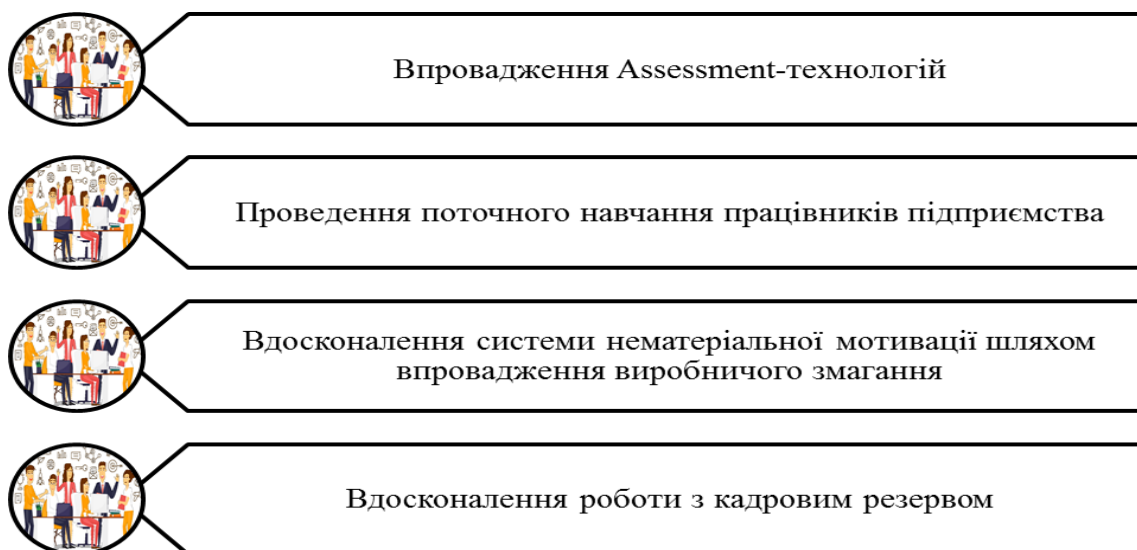 Впровадження Assessment-технологій
Проведення поточного навчання працівників підприємства
Вдосконалення системи нематеріальної мотивації шляхом
впровадження виробничого змагання
Вдосконалення роботи з кадровим резервом